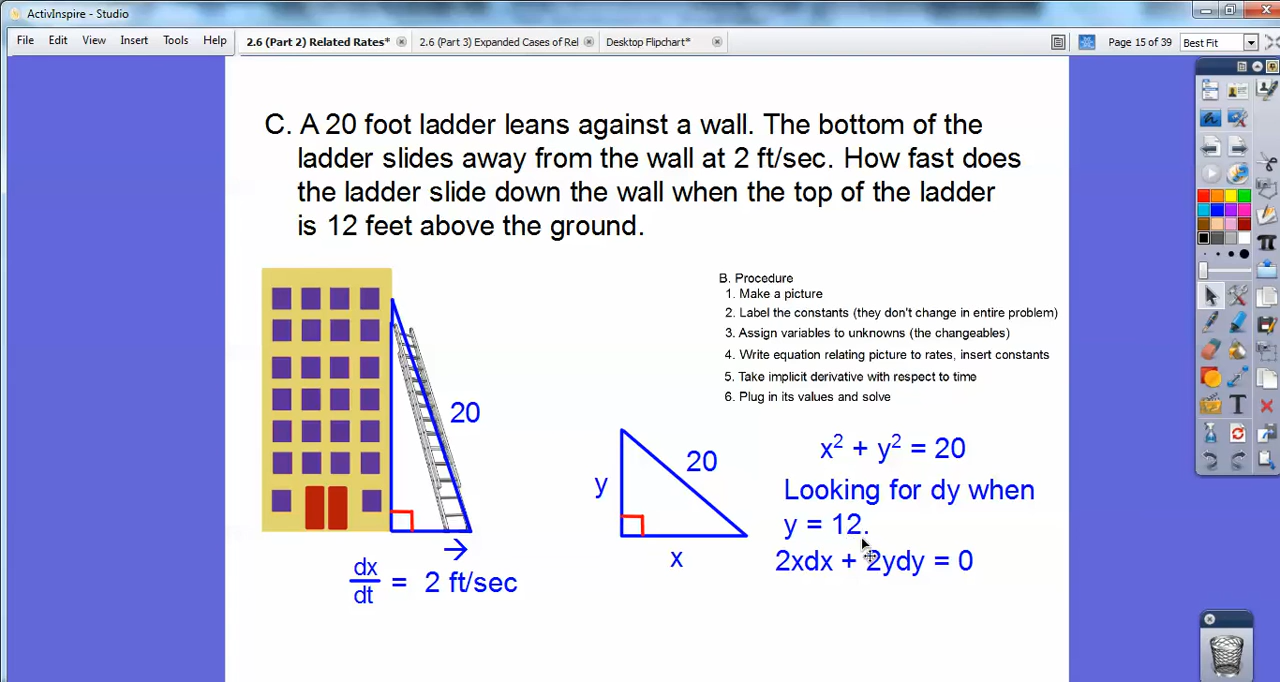 ActivInspire - Studio
File Edit View Insert Tools Help
2.6 (Part 2) Related Rates* 2.6 (Part 3) Expanded Cases of Rel Desktop Flipchart* Page 15 of 39 Best Fit
C. A 20 foot ladder leans against a wall. The bottom of the
ladder slides away from the wall at 2 ft/sec. How fast does
the ladder slide down the wall when the top of the ladder
is 12 feet above the ground.
B. Procedure
1. Make a picture
2. Label the constants (they don't change in entire problem)
3. Assign variables to unknowns (the changeables)
4. Write equation relating picture to rates, insert constants
5. Take implicit derivative with respect to time
6. Plug in its values and solve
20
dx/dt = 2 ft/sec
y
20
x
x² + y² = 20
Looking for dy when
y = 12.
2xdx + 2ydy = 0